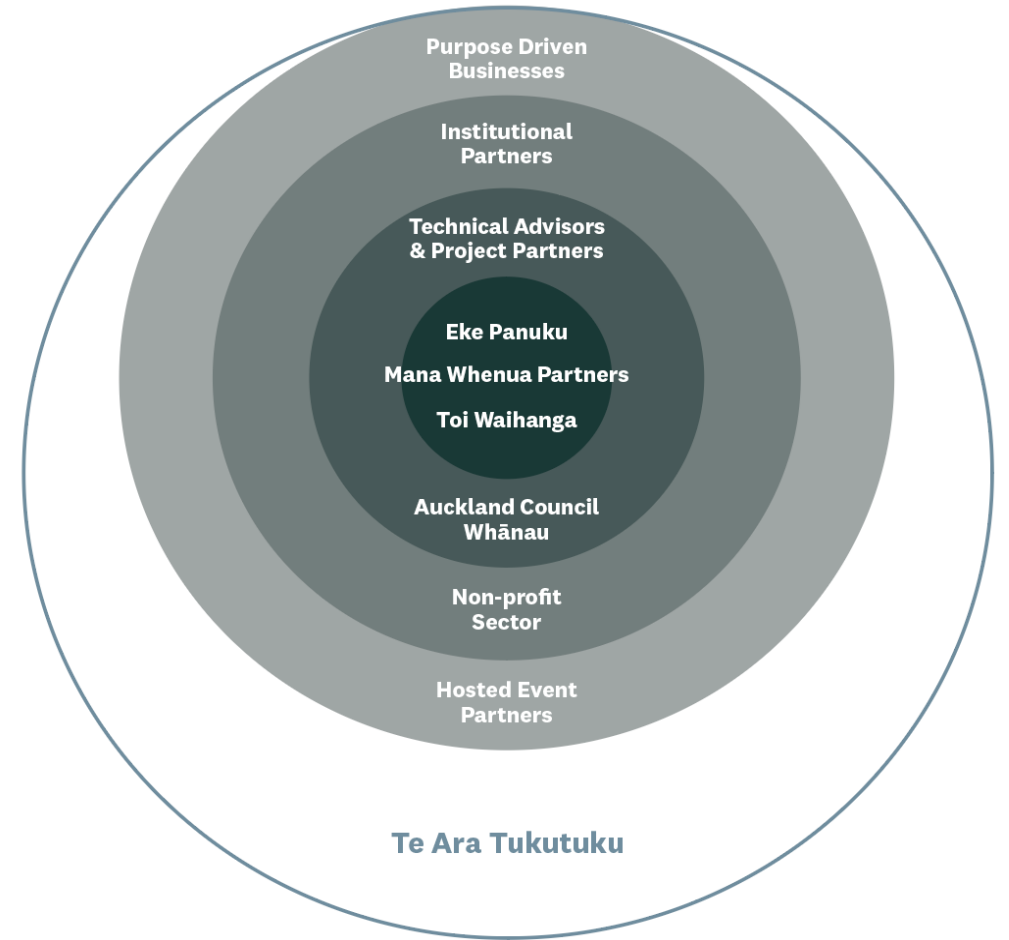 Purpose Driven
Businesses
Institutional
Partners
Technical Advisors
& Project Partners
Eke Panuku
Mana Whenua Partners
Toi Waihanga
Auckland Council
Whānau
Non-profit
Sector
Hosted Event
Partners
Te Ara Tukutuku